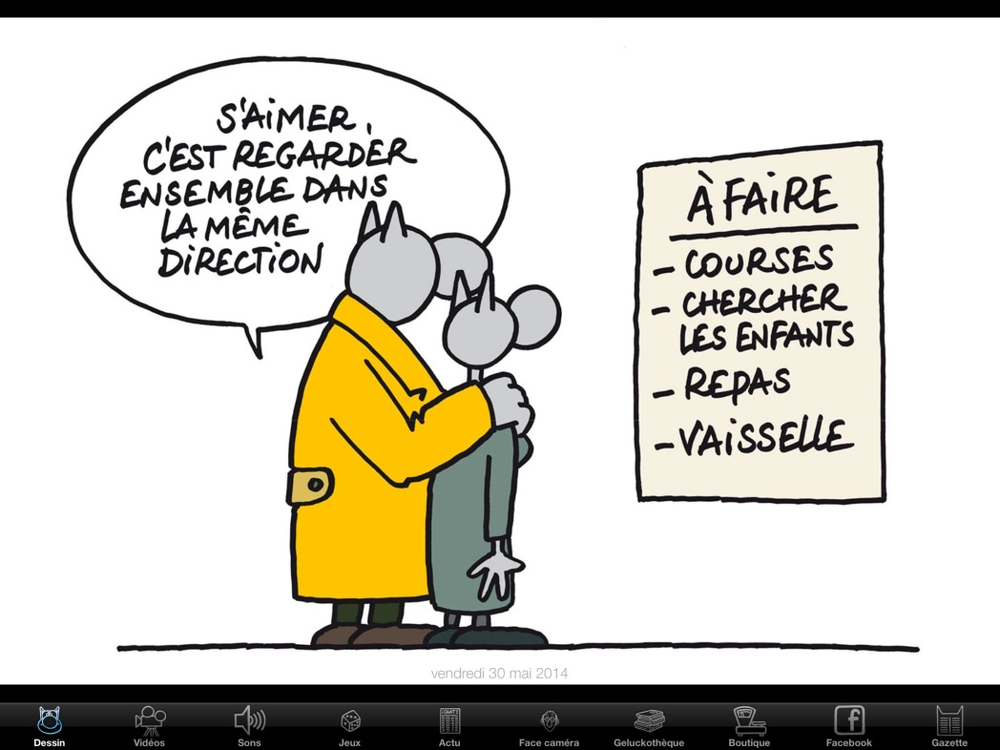 S'AIMER,
C'EST REGARDER
ENSEMBLE DANS
LA MÊME
DIRECTION
À FAIRE
- COURSES
- CHERCHER
LES ENFANTS
- REPAS
- VAISSELLE
vendredi 30 mai 2014
Dessin
Vidéos
Sons
Jeux
Actu
Face caméra
Geluckothèque
Boutique
Facebook
Gazette